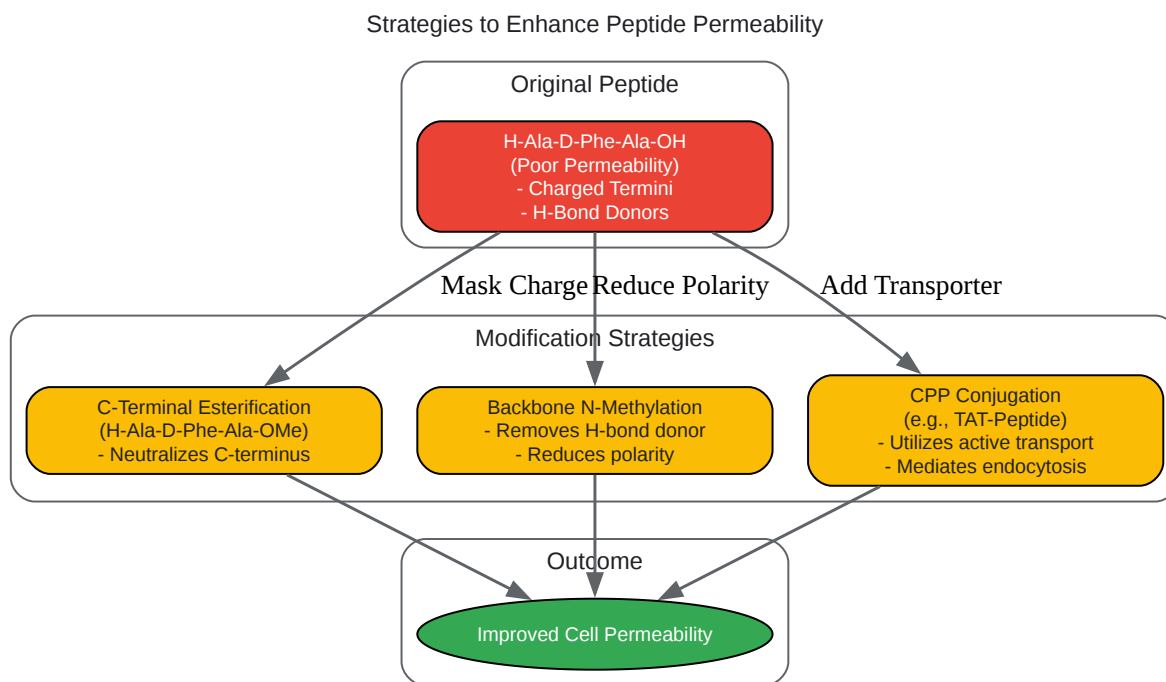 Strategies to Enhance Peptide Permeability
Original Peptide
H-Ala-D-Phe-Ala-OH
(Poor Permeability)
- Charged Termini
- H-Bond Donors
Mask Charge
Reduce Polarity
Add Transporter
Modification Strategies
C-Terminal Esterification
(H-Ala-D-Phe-Ala-OMe)
- Neutralizes C-terminus
Backbone N-Methylation
- Removes H-bond donor
- Reduces polarity
CPP Conjugation
(e.g., TAT-Peptide)
- Utilizes active transport
- Mediates endocytosis
Outcome
Improved Cell Permeability